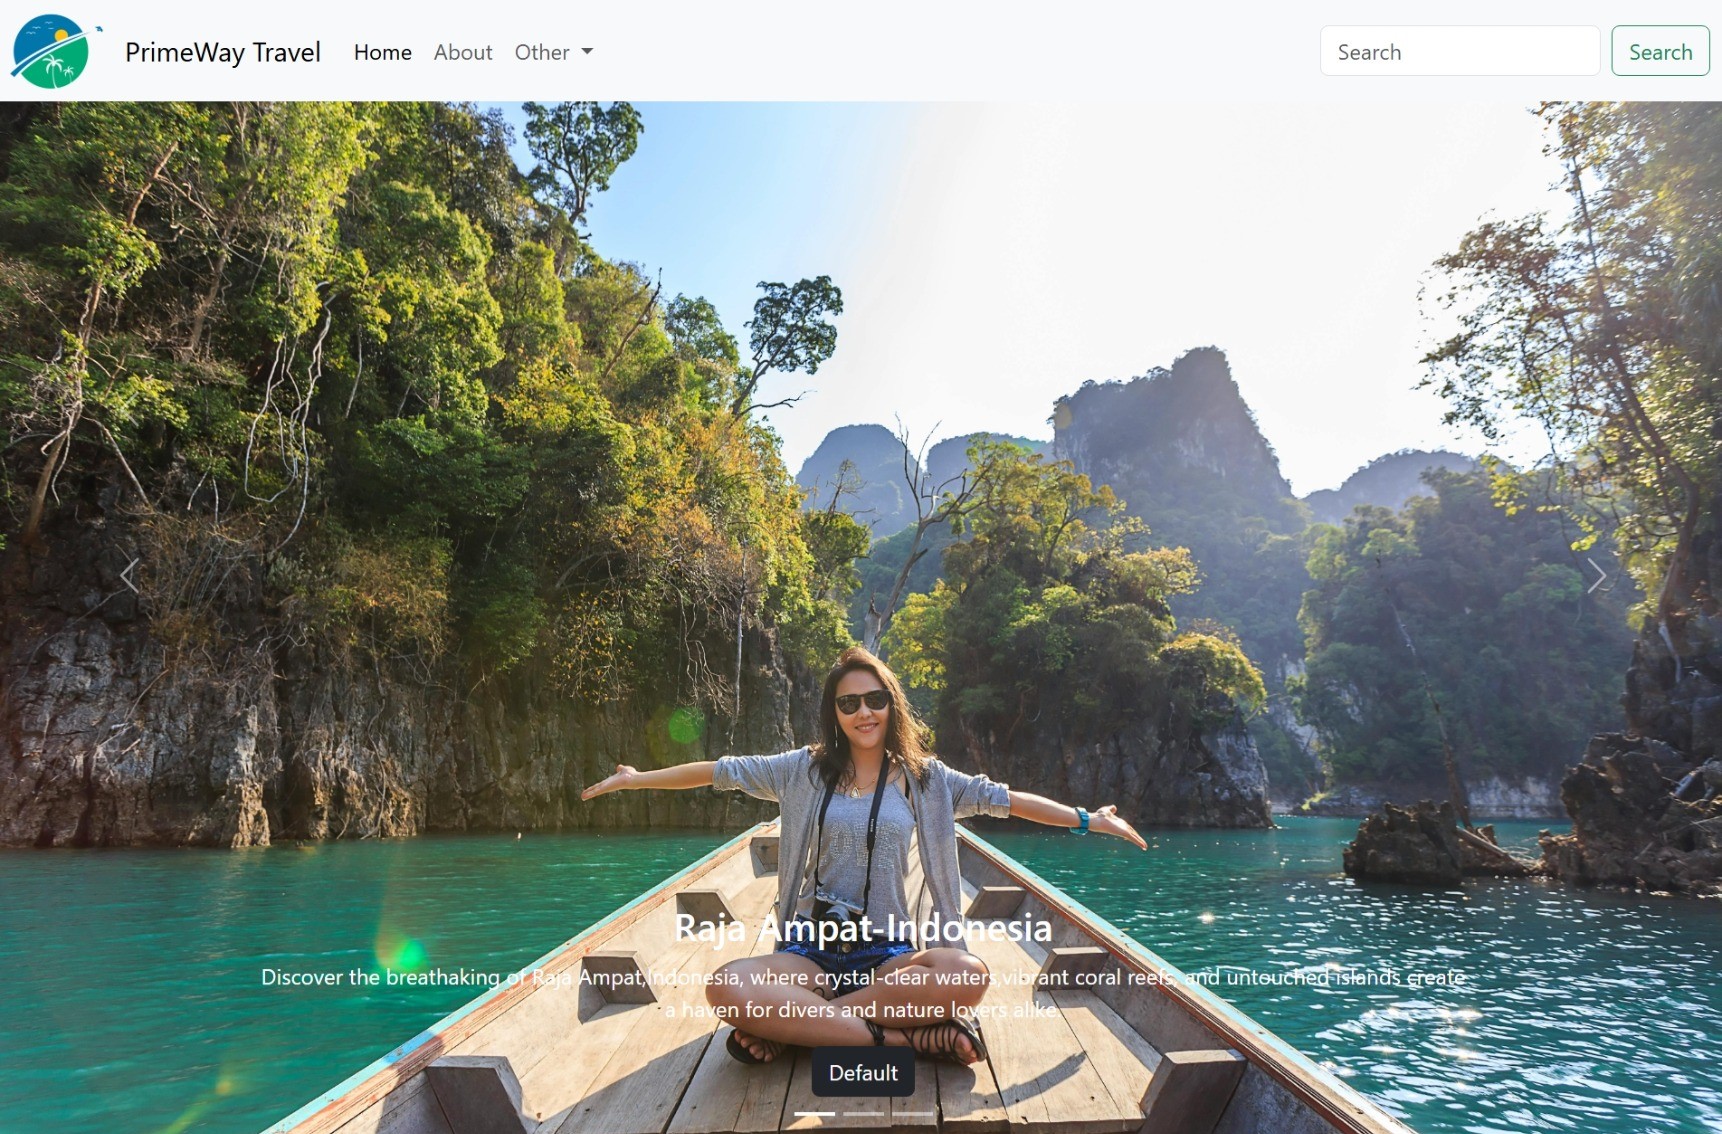 PrimeWay Travel Home About Other Search Search
Raja Ampat-Indonesia
Discover the breathaking of Raja Ampat,Indonesia, where crystal-clear waters,vibrant coral reefs, and untouched islands create
a haven for divers and nature lovers alike.
Default